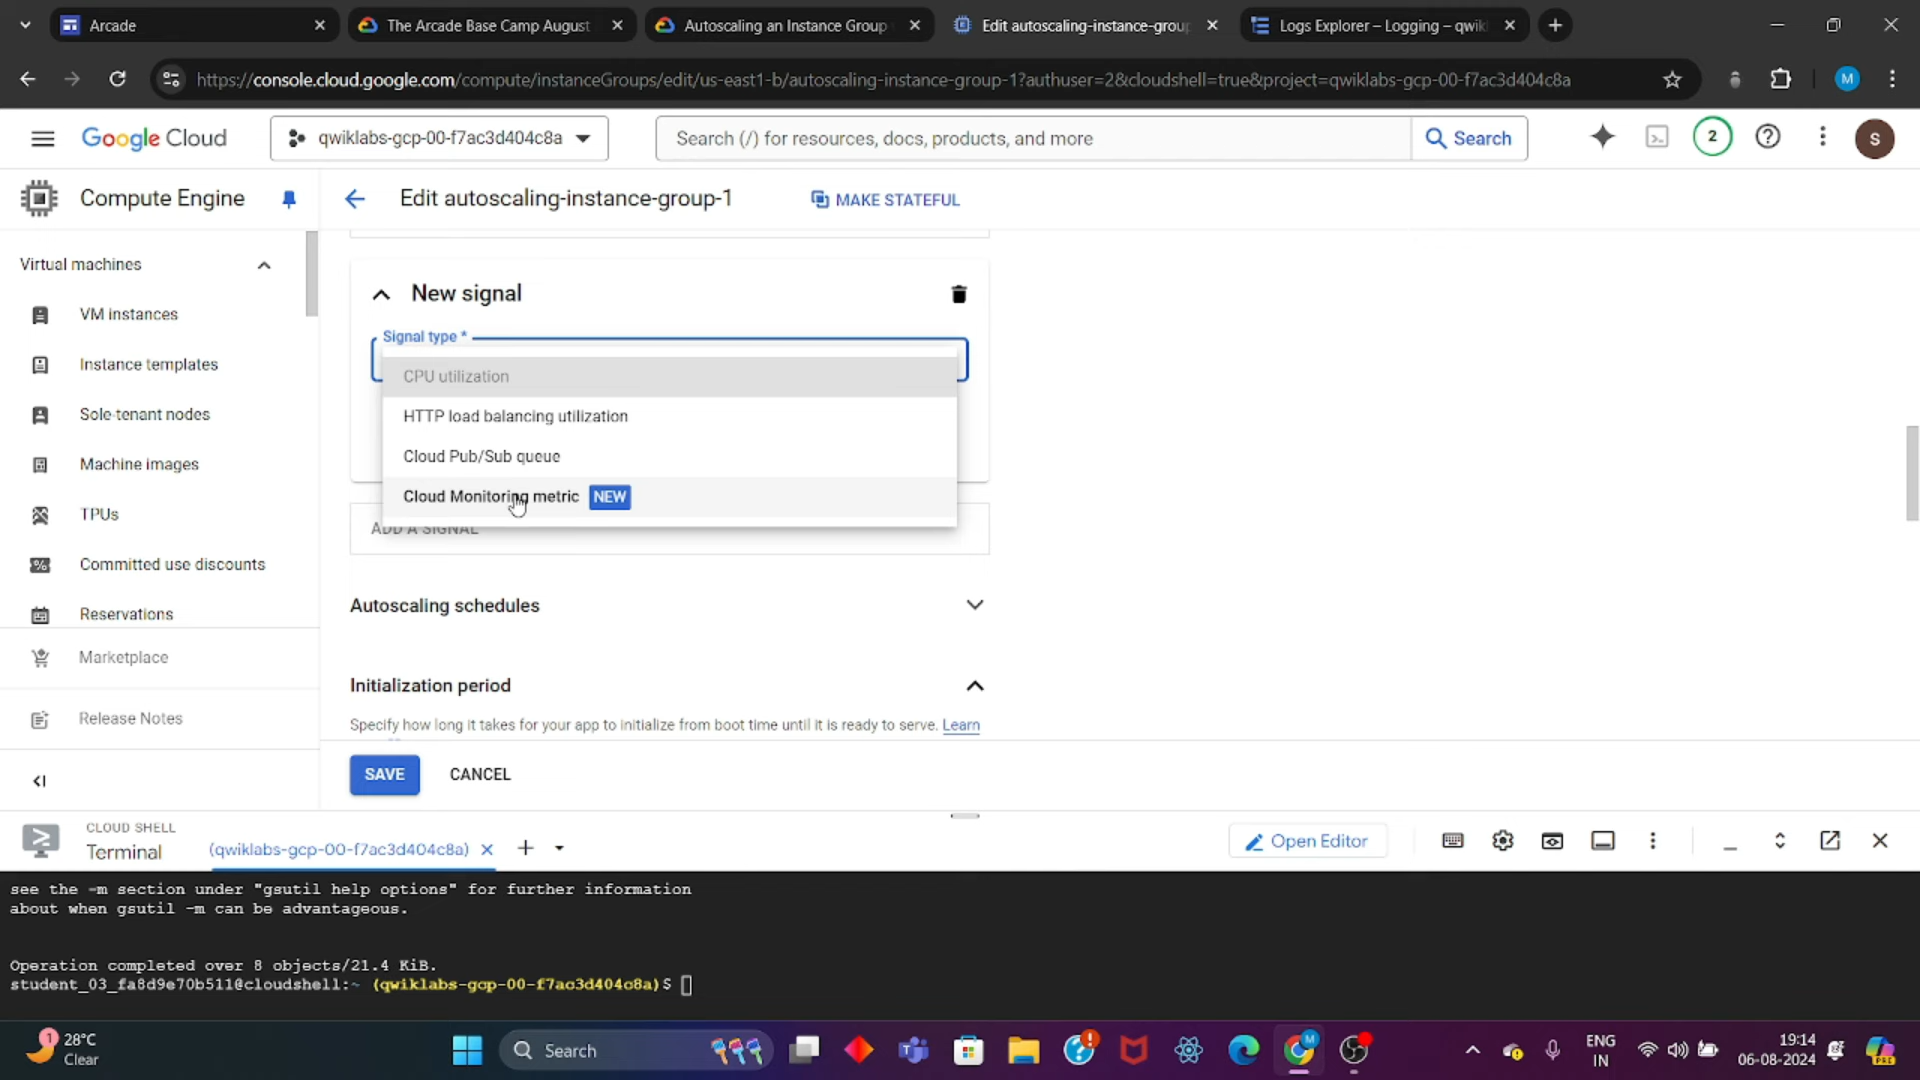 Arcade
The Arcade Base Camp August
Autoscaling an Instance Group
Edit autoscaling-instance-group
Logs Explorer – Logging – qwik
https://console.cloud.google.com/compute/instanceGroups/edit/us-east1-b/autoscaling-instance-group-1?authuser=2&cloudshell=true&project=qwiklabs-gcp-00-f7ac3d404c8a
M
Google Cloud
qwiklabs-gcp-00-f7ac3d404c8a
Search (/) for resources, docs, products, and more
Search
2
S
Compute Engine
Edit autoscaling-instance-group-1
MAKE STATEFUL
Virtual machines
VM instances
Instance templates
Sole-tenant nodes
Machine images
TPUs
Committed use discounts
Reservations
Marketplace
Release Notes
New signal
Signal type *
CPU utilization
HTTP load balancing utilization
Cloud Pub/Sub queue
Cloud Monitoring metric NEW
ADD A SIGNAL
Autoscaling schedules
Initialization period
Specify how long it takes for your app to initialize from boot time until it is ready to serve. Learn
SAVE
CANCEL
CLOUD SHELL
Terminal
(qwiklabs-gcp-00-f7ac3d404c8a)
Open Editor
see the -m section under "gsutil help options" for further information
about when gsutil -m can be advantageous.
Operation completed over 8 objects/21.4 KiB.
student_03_fa8d9e70b511@cloudshell:~ (qwiklabs-gcp-00-f7ac3d404c8a)$
1
28°C
Clear
Search
M
ENG
IN
19:14
06-08-2024
PRE